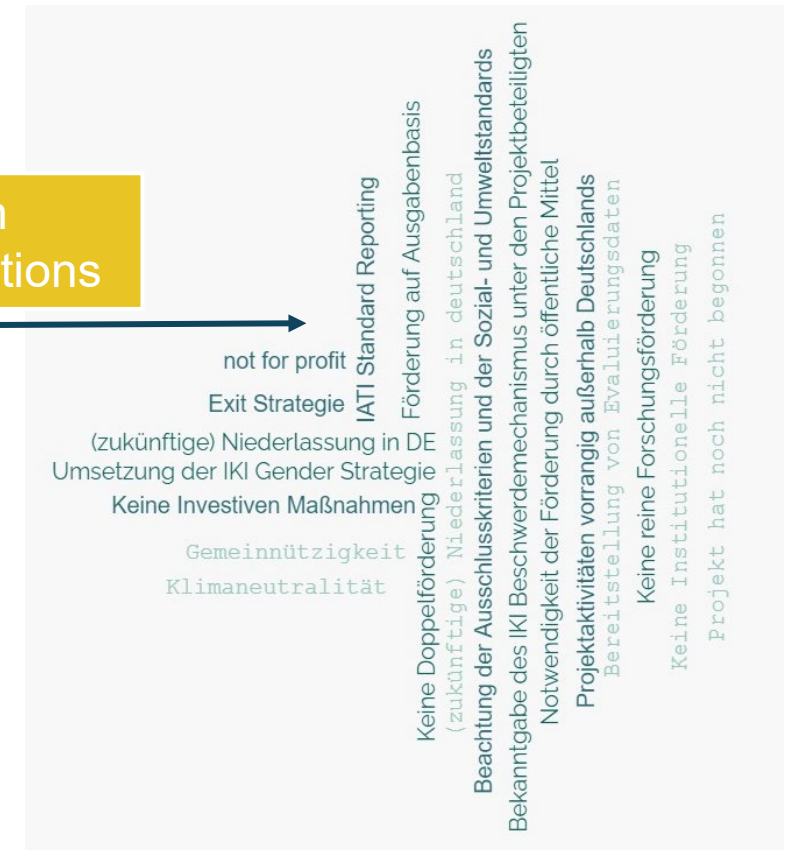 n
tions
not for profit
Exit Strategie
(zukünftige) Niederlassung in DE
Umsetzung der IKI Gender Strategie
Keine Investiven Maßnahmen
Gemeinnützigkeit
Klimaneutralität
IATI Standard Reporting
Förderung auf Ausgabenbasis
Keine Doppelförderung
(zukünftige) Niederlassung in deutschland
Beachtung der Ausschlusskriterien und der Sozial- und Umweltstandards
Bekanntgabe des IKI Beschwerdemechanismus unter den Projektbeteiligten
Notwendigkeit der Förderung durch öffentliche Mittel
Projektaktivitäten vorrangig außerhalb Deutschlands
Bereitstellung von Evaluierungsdaten
Keine reine Forschungsförderung
Keine Institutionelle Förderung
Projekt hat noch nicht begonnen